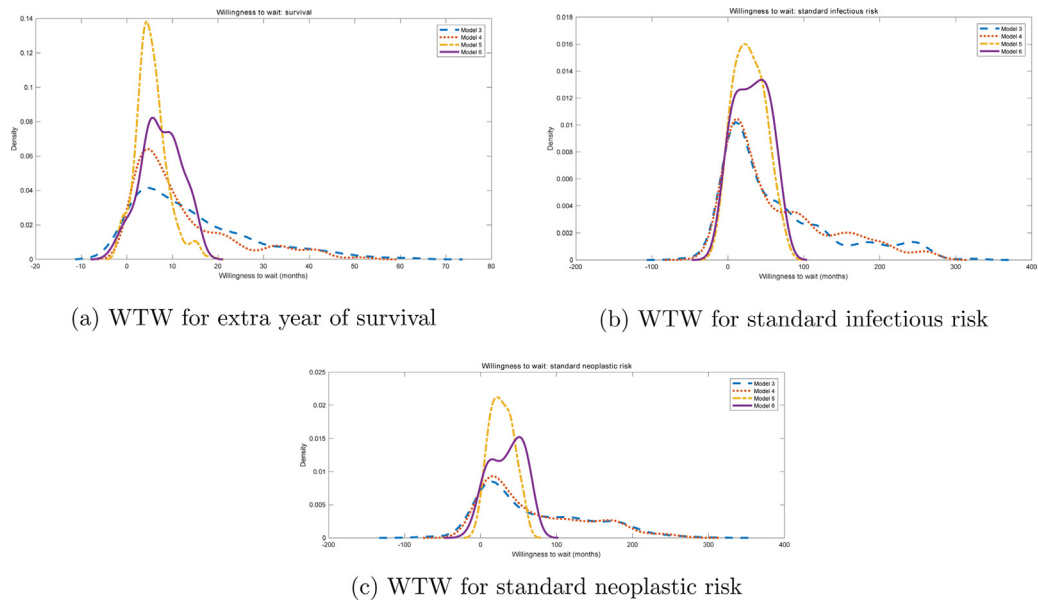 Willingness to wait: survival
0.14
0.12
0.1
0.08
0.06
0.04
0.02
0
Density
-20
-10
0
10
20
30
40
50
60
70
80
Willingness to wait (months)
Model 3
Model 4
Model 5
Model 6
(a) WTW for extra year of survival
Willingness to wait: standard infectious risk
0.018
0.016
0.014
0.012
0.01
0.008
0.006
0.004
0.002
0
Density
-200
-100
0
100
200
300
400
Willingness to wait (months)
Model 3
Model 4
Model 5
Model 6
(b) WTW for standard infectious risk
Willingness to wait: standard neoplastic risk
0.025
0.02
0.015
0.01
0.005
0
Density
-200
-100
0
100
200
300
400
Willingness to wait (months)
Model 3
Model 4
Model 5
Model 6
(c) WTW for standard neoplastic risk